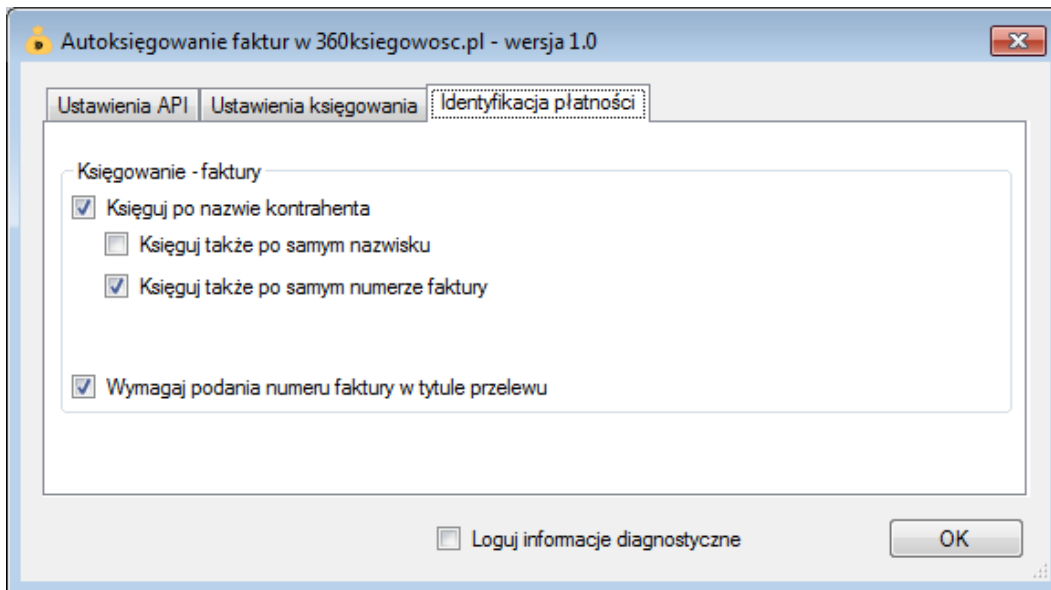 Autoksięgowanie faktur w 360ksiegowosc.pl - wersja 1.0
Ustawienia API
Ustawienia księgowania
Identyfikacja płatności
Księgowanie - faktury
Księguj po nazwie kontrahenta
Księguj także po samym nazwisku
Księguj także po samym numerze faktury
Wymagaj podania numeru faktury w tytule przelewu
Loguj informacje diagnostyczne
OK